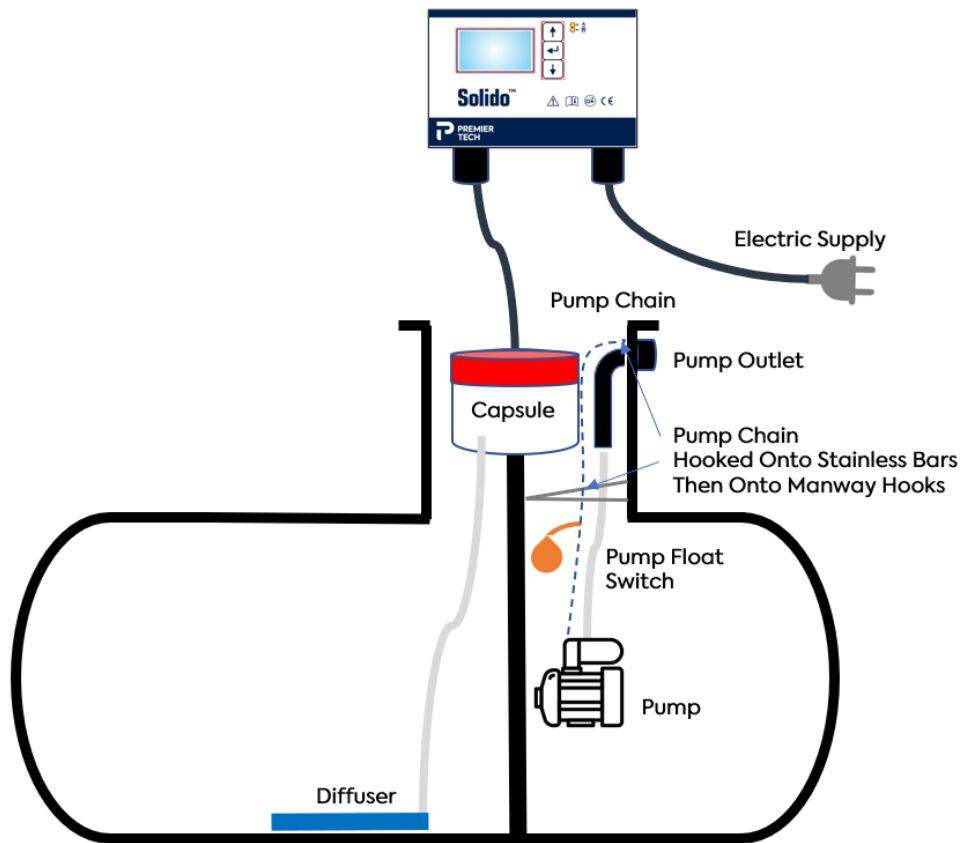 Solido™
CE
PREMIER
TECH
Electric Supply
Pump Chain
Pump Outlet
Capsule
Pump Chain
Hooked Onto Stainless Bars
Then Onto Manway Hooks
Pump Float
Switch
Pump
Diffuser